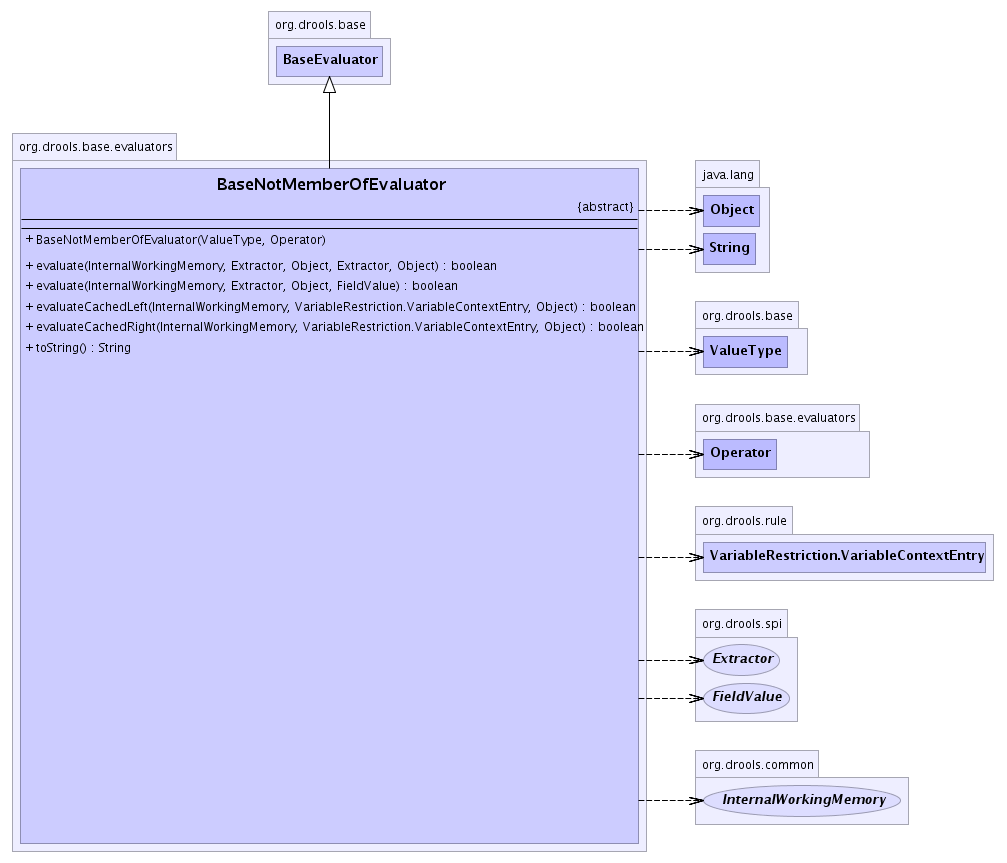 org.drools.base
BaseEvaluator
org.drools.base.evaluators
BaseNotMemberOfEvaluator
{abstract}
+ BaseNotMemberOfEvaluator(ValueType, Operator)
+ evaluate(InternalWorkingMemory, Extractor, Object, Extractor, Object) : boolean
+ evaluate(InternalWorkingMemory, Extractor, Object, FieldValue) : boolean
+ evaluateCachedLeft(InternalWorkingMemory, VariableRestriction.VariableContextEntry, Object) : boolean
+ evaluateCachedRight(InternalWorkingMemory, VariableRestriction.VariableContextEntry, Object) : boolean
+ toString() : String
java.lang
Object
String
org.drools.base
ValueType
org.drools.base.evaluators
Operator
org.drools.rule
VariableRestriction.VariableContextEntry
org.drools.spi
Extractor
FieldValue
org.drools.common
InternalWorkingMemory